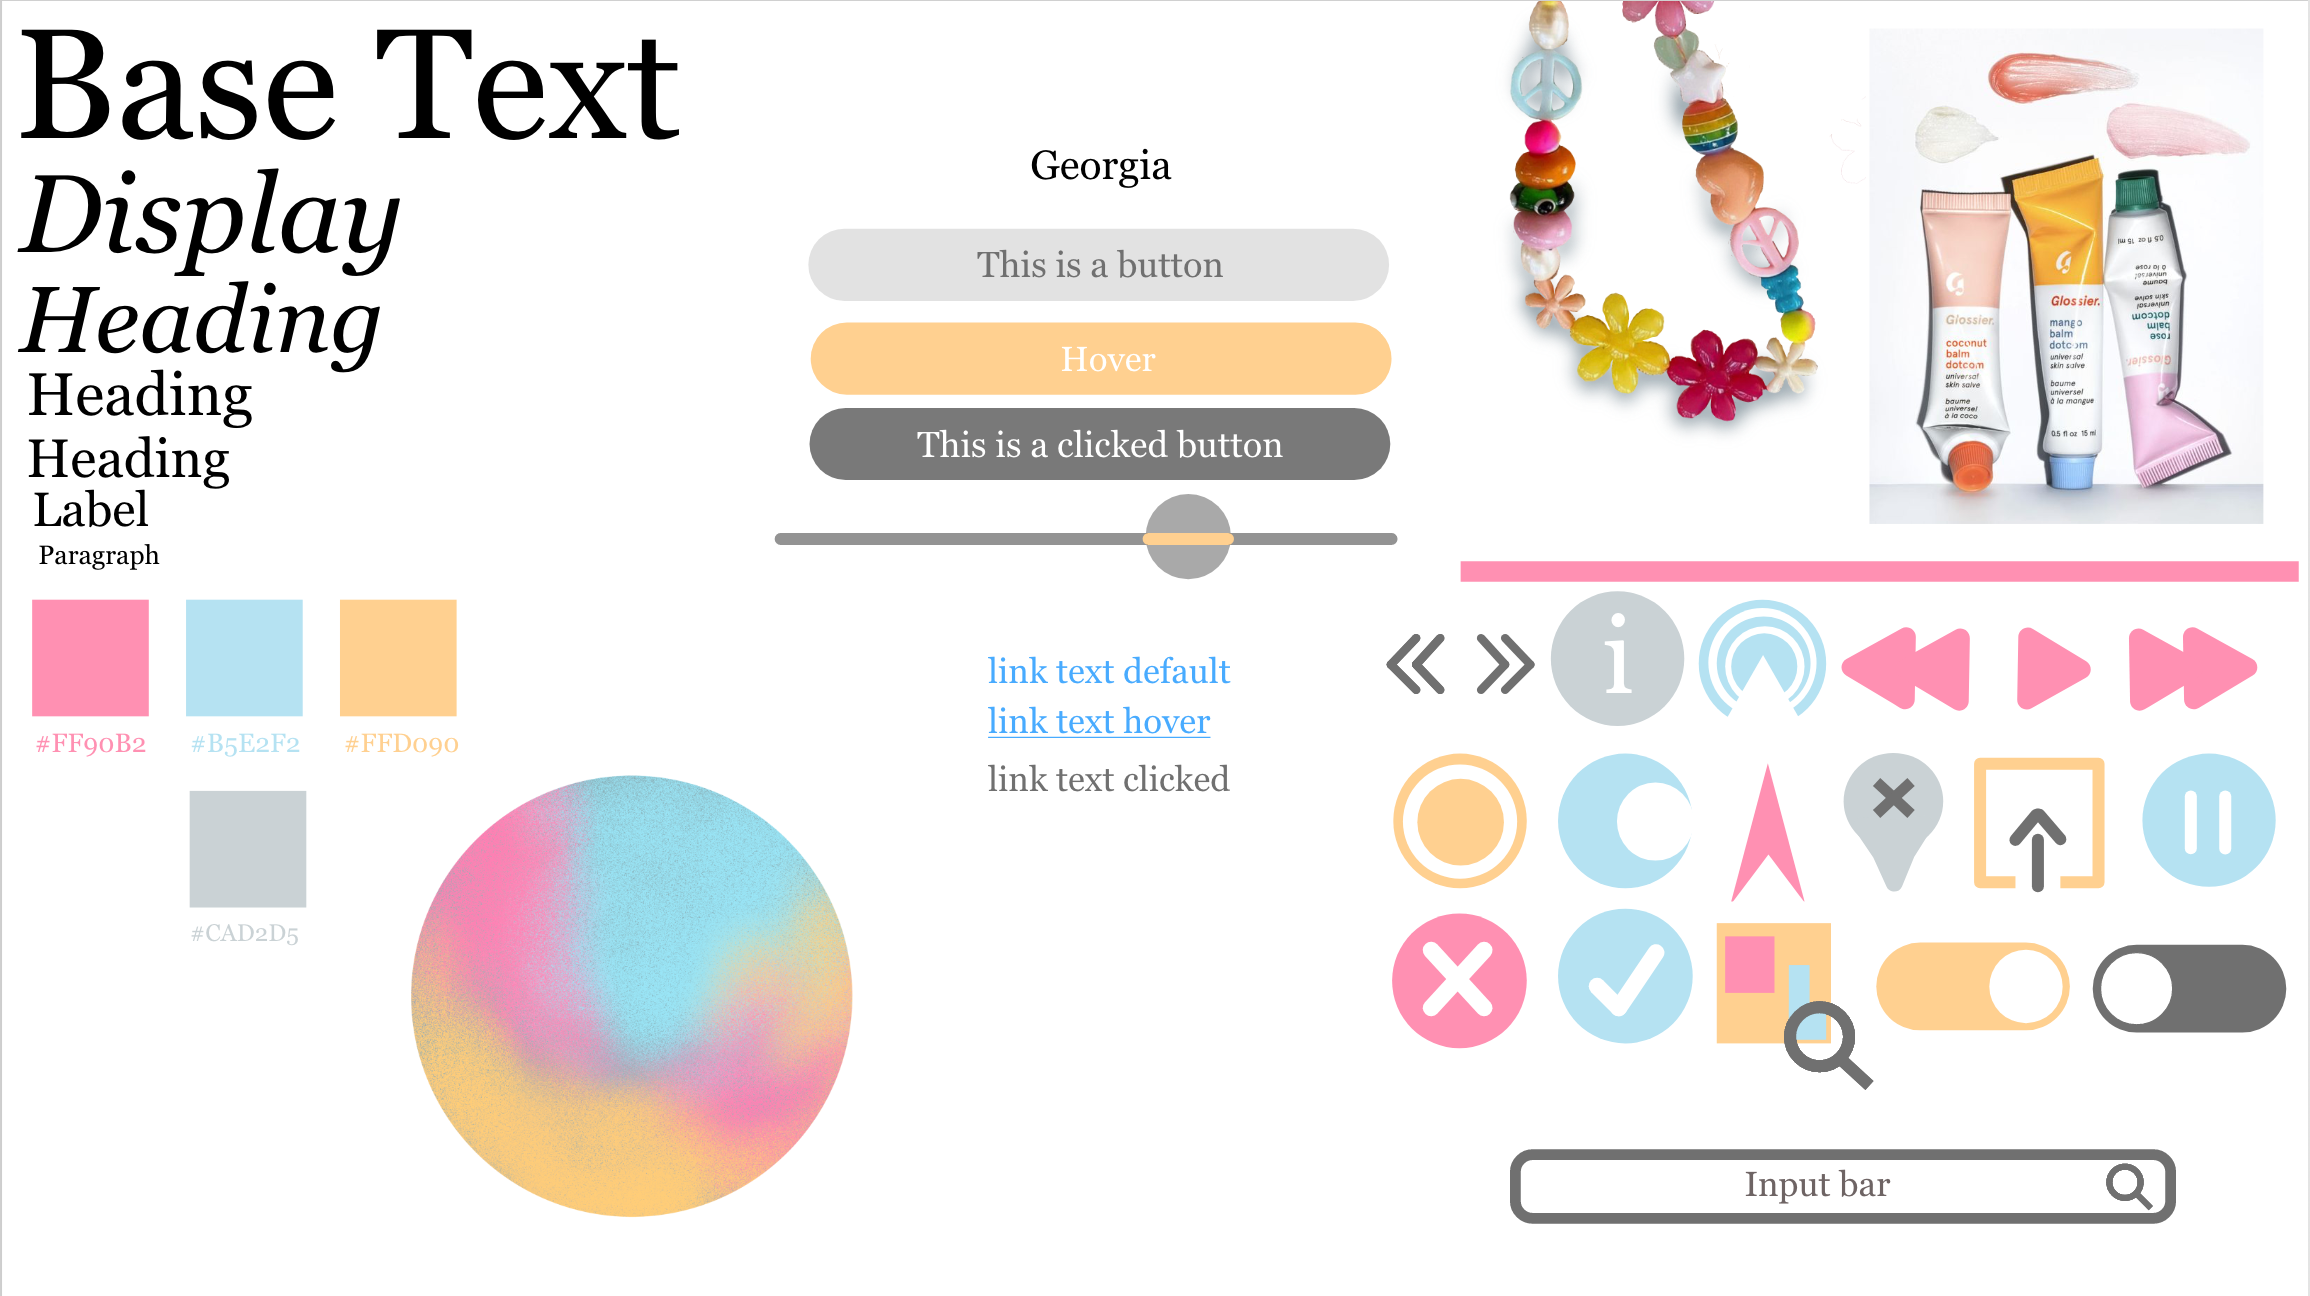 Base Text
Display
Heading
Heading
Heading
Label
Paragraph
#FF90B2
#B5E2F2
#FFD090
#CAD2D5
Georgia
This is a button
Hover
This is a clicked button
link text default
link text hover
link text clicked
Glossier.
coconut
balm
dotcom
universal
skin salve
baume
universel
à la coco
Glossier.
mango
balm
dotcom
universal
skin salve
baume
universel
à la mangue
0.5 fl oz 15 ml
Glossier.
rose
balm
dotcom
universal
skin salve
baume
universel
à la rose
0.5 fl oz 15 ml
i
Input bar